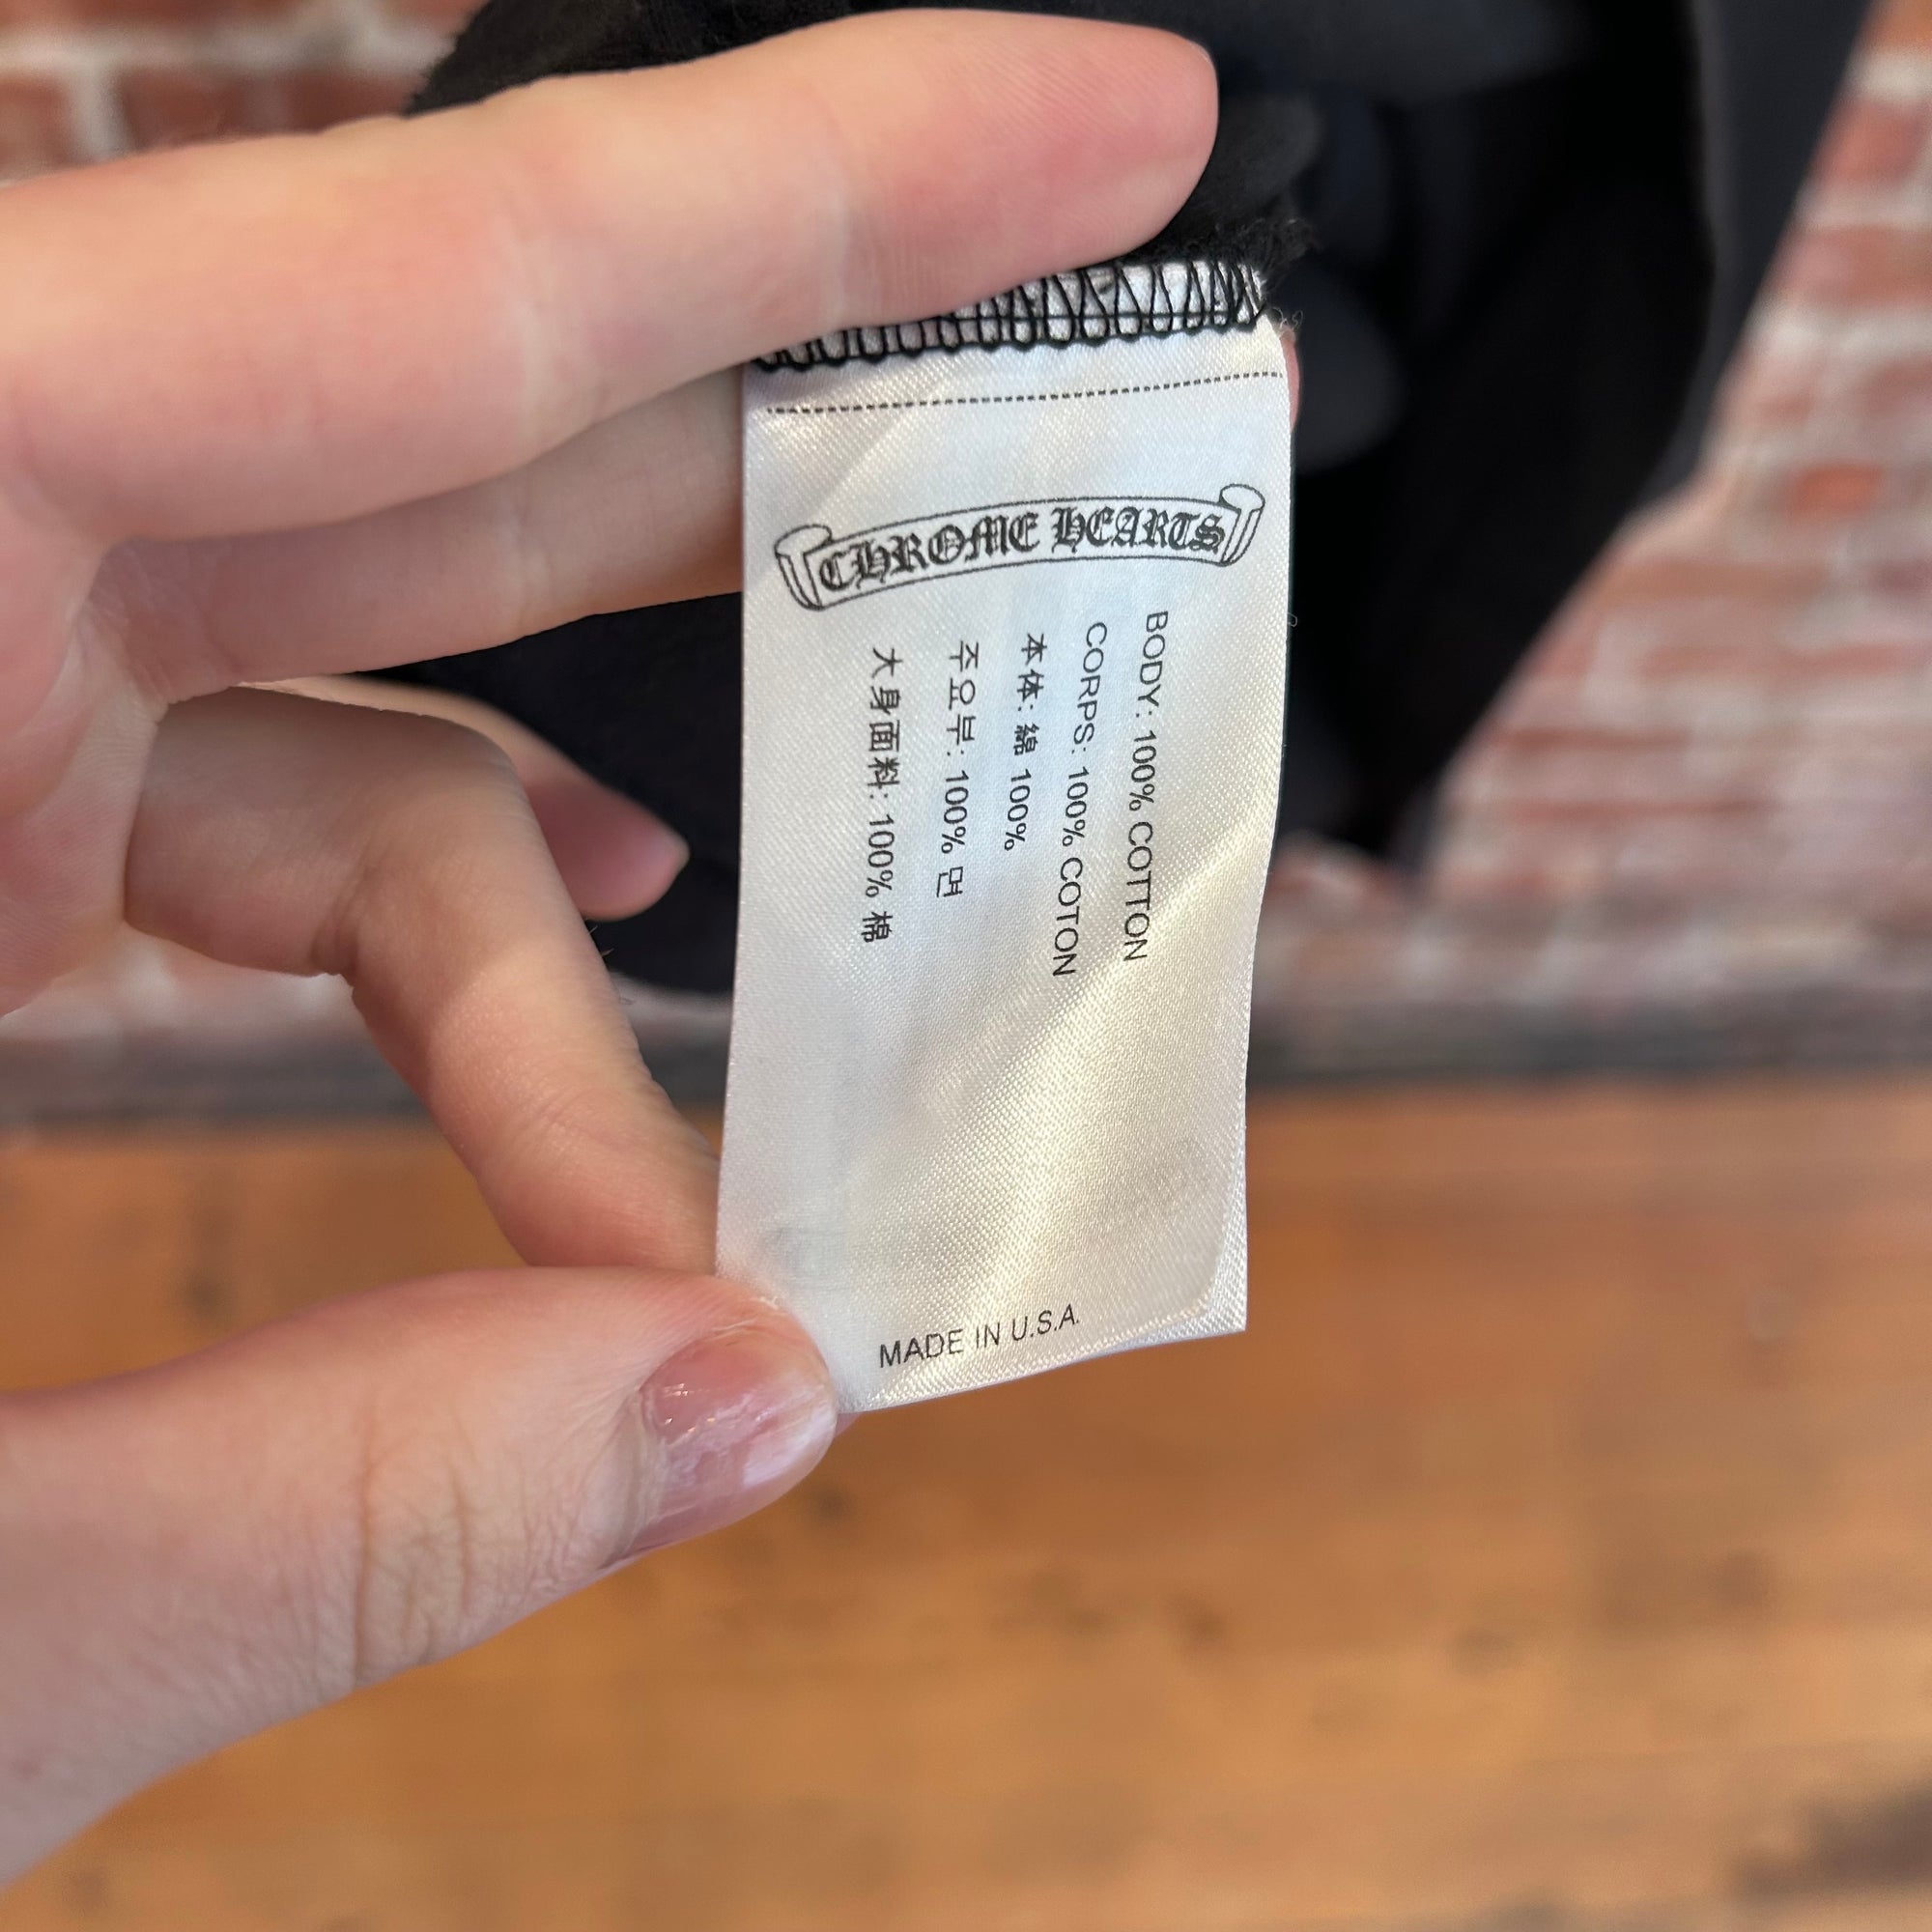 CHROME HEARTS
BODY: 100% COTTON
CORPS: 100% COTON
本体: 綿 100%
주요부: 100% 면
大身面料: 100% 棉
MADE IN U.S.A.